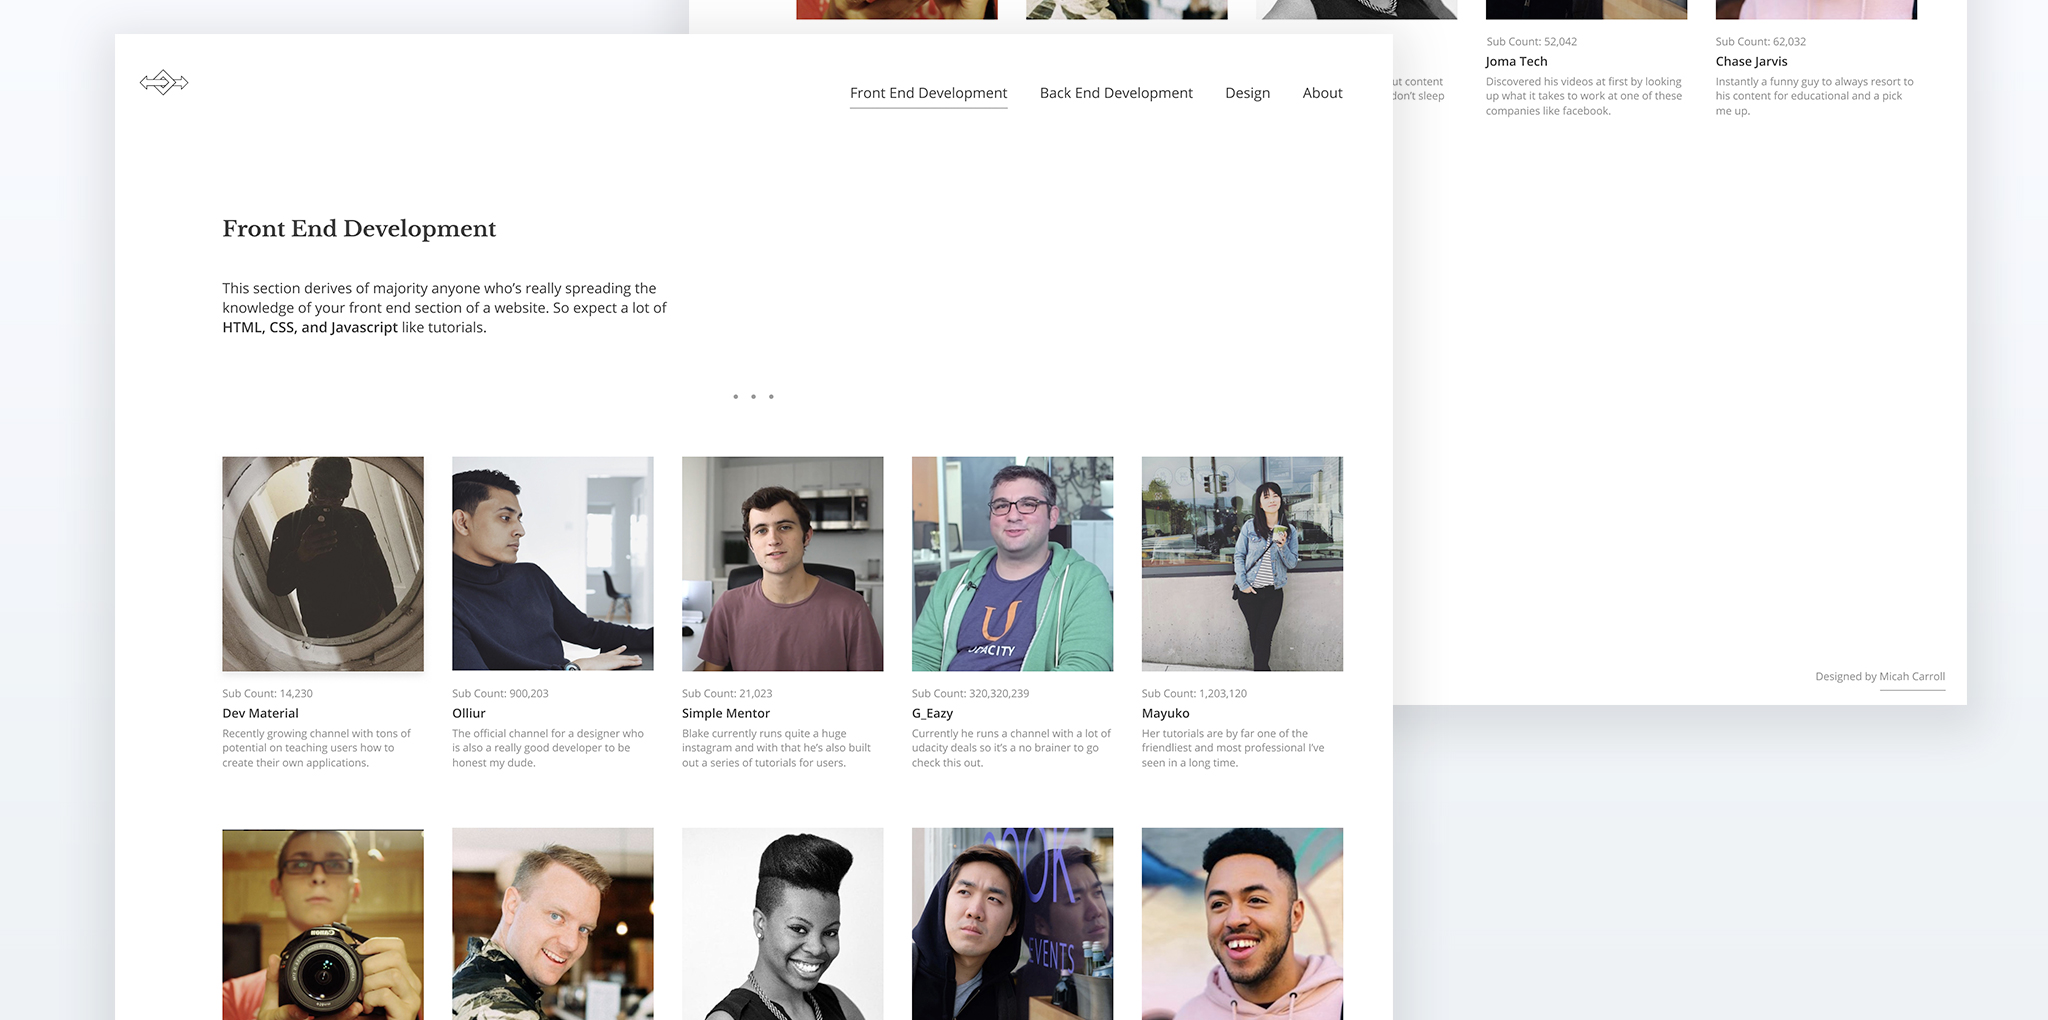 Front End Development
Back End Development
Design
About
Front End Development
This section derives of majority anyone who’s really spreading the
knowledge of your front end section of a website. So expect a lot of
HTML, CSS, and Javascript like tutorials.
Sub Count: 14,230
Dev Material
Recently growing channel with tons of
potential on teaching users how to
create their own applications.
Sub Count: 900,203
Olliur
The official channel for a designer who
is also a really good developer to be
honest my dude.
Sub Count: 21,023
Simple Mentor
Blake currently runs quite a huge
instagram and with that he’s also built
out a series of tutorials for users.
U
UDACITY
Sub Count: 320,320,239
G_Eazy
Currently he runs a channel with a lot of
udacity deals so it’s a no brainer to go
check this out.
Sub Count: 1,203,120
Mayuko
Her tutorials are by far one of the
friendliest and most professional I’ve
seen in a long time.
Canon
OOK
EVENTS
content
don’t sleep
Sub Count: 52,042
Joma Tech
Discovered his videos at first by looking
up what it takes to work at one of these
companies like facebook.
Sub Count: 62,032
Chase Jarvis
Instantly a funny guy to always resort to
his content for educational and a pick
me up.
Designed by Micah Carroll